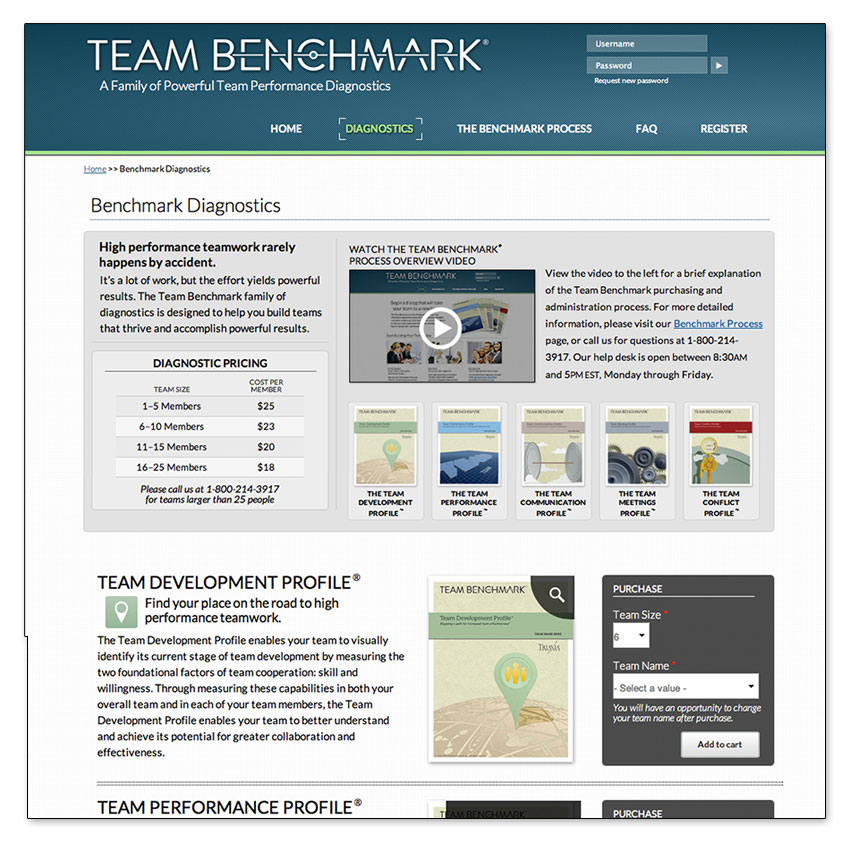 TEAM BENCHMARK®
A Family of Powerful Team Performance Diagnostics
Username
Password
Request new password
HOME
DIAGNOSTICS
THE BENCHMARK PROCESS
FAQ
REGISTER
Home >> Benchmark Diagnostics
Benchmark Diagnostics
High performance teamwork rarely
happens by accident.
It's a lot of work, but the effort yields powerful
results. The Team Benchmark family of
diagnostics is designed to help you build teams
that thrive and accomplish powerful results.
DIAGNOSTIC PRICING
TEAM SIZE
COST PER
MEMBER
1–5 Members $25
6–10 Members $23
11–15 Members $20
16–25 Members $18
Please call us at 1-800-214-3917
for teams larger than 25 people
WATCH THE TEAM BENCHMARK®
PROCESS OVERVIEW VIDEO
TEAM BENCHMARK
View the video to the left for a brief explanation
of the Team Benchmark purchasing and
administration process. For more detailed
information, please visit our Benchmark Process
page, or call us for questions at 1-800-214-
3917. Our help desk is open between 8:30AM
and 5PM EST, Monday through Friday.
TEAM BENCHMARK
THE TEAM
DEVELOPMENT
PROFILE™
TEAM BENCHMARK
THE TEAM
PERFORMANCE
PROFILE™
TEAM BENCHMARK
THE TEAM
COMMUNICATION
PROFILE™
TEAM BENCHMARK
THE TEAM
MEETINGS
PROFILE™
TEAM BENCHMARK
THE TEAM
CONFLICT
PROFILE™
TEAM DEVELOPMENT PROFILE®
Find your place on the road to high
performance teamwork.
The Team Development Profile enables your team to visually
identify its current stage of team development by measuring the
two foundational factors of team cooperation: skill and
willingness. Through measuring these capabilities in both your
overall team and in each of your team members, the Team
Development Profile enables your team to better understand
and achieve its potential for greater collaboration and
effectiveness.
TEAM BENCHMARK
Team Development Profile
TEAM NAME HERE
PURCHASE
Team Size *
6
Team Name *
- Select a value -
You will have an opportunity to change
your team name after purchase.
Add to cart
TEAM PERFORMANCE PROFILE®
TEAM BENCHMARK
PURCHASE